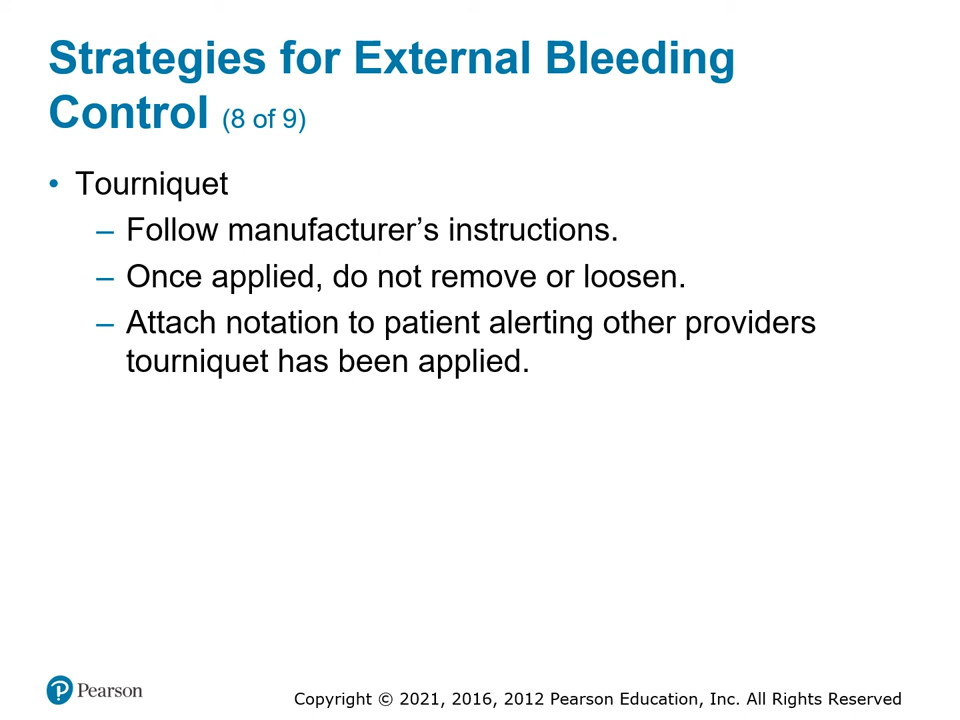 Strategies for External Bleeding
Control (8 of 9)
• Tourniquet
– Follow manufacturer’s instructions.
– Once applied, do not remove or loosen.
– Attach notation to patient alerting other providers
tourniquet has been applied.
Pearson
Copyright © 2021, 2016, 2012 Pearson Education, Inc. All Rights Reserved